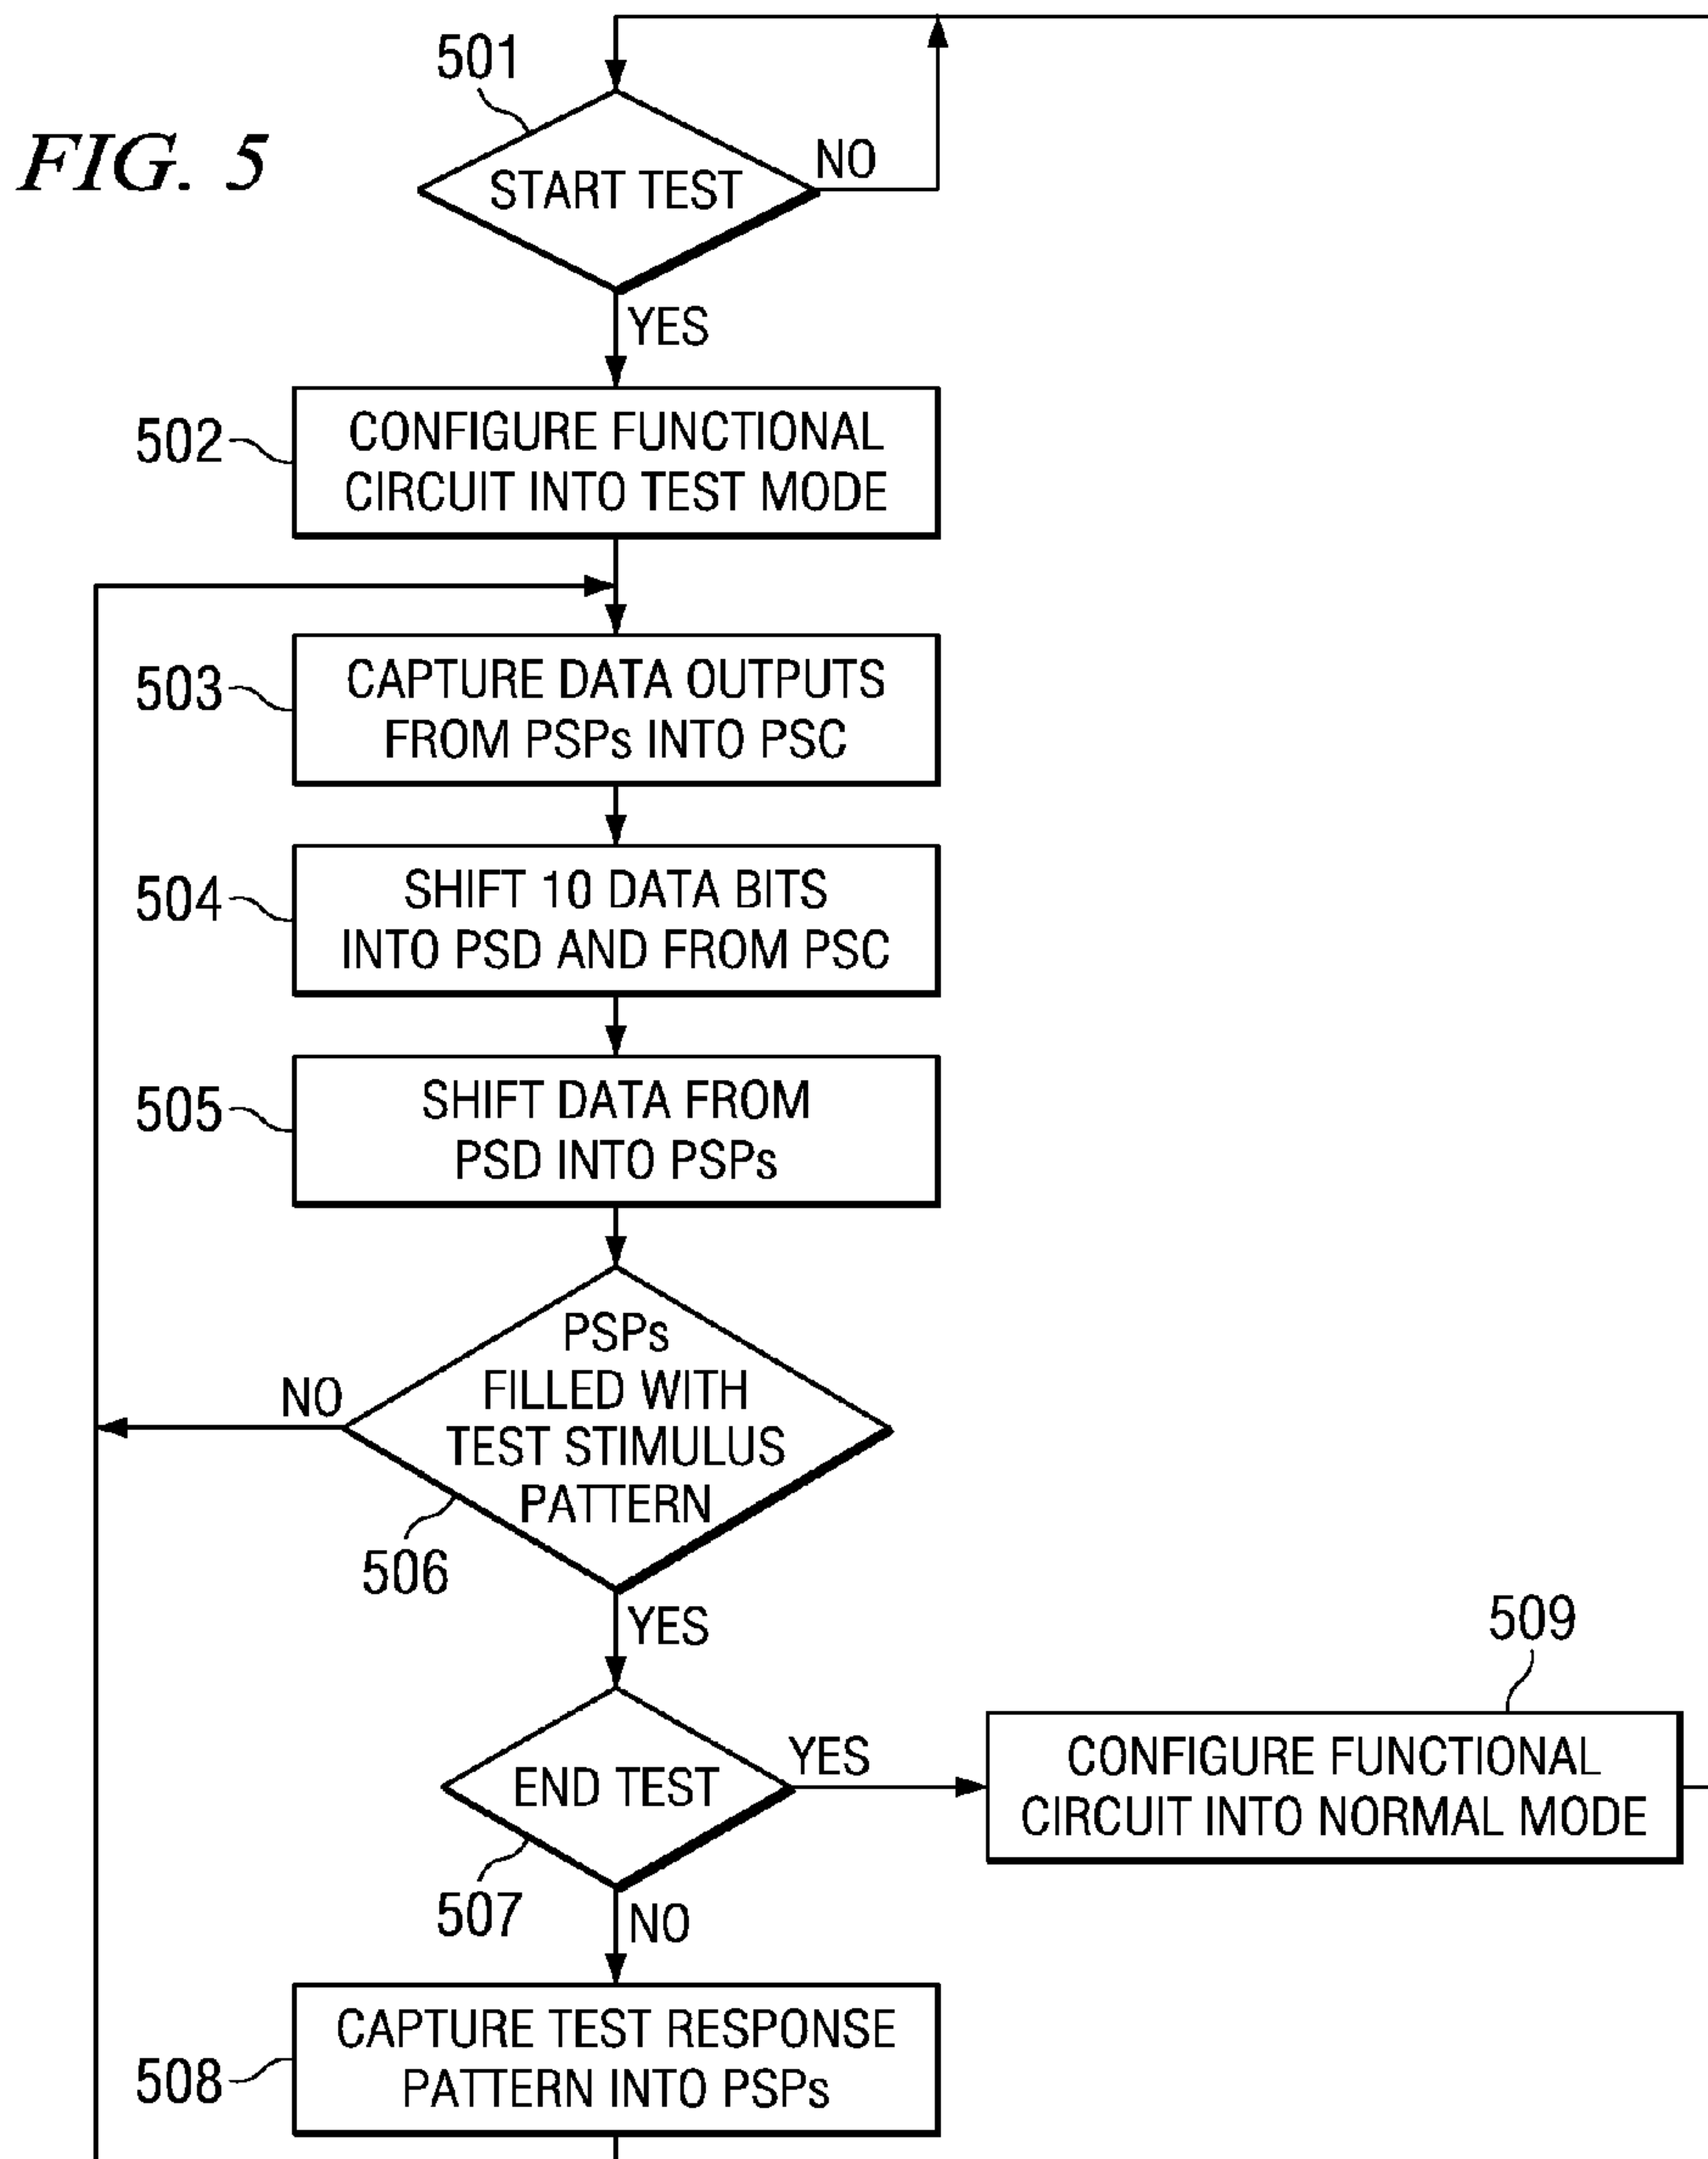 FIG. 5
501
START TEST
NO
YES
502
CONFIGURE FUNCTIONAL
CIRCUIT INTO TEST MODE
503
CAPTURE DATA OUTPUTS
FROM PSPs INTO PSC
504
SHIFT 10 DATA BITS
INTO PSD AND FROM PSC
505
SHIFT DATA FROM
PSD INTO PSPs
PSPs
FILLED WITH
TEST STIMULUS
PATTERN
NO
506
YES
509
END TEST
YES
CONFIGURE FUNCTIONAL
CIRCUIT INTO NORMAL MODE
507
NO
508
CAPTURE TEST RESPONSE
PATTERN INTO PSPs